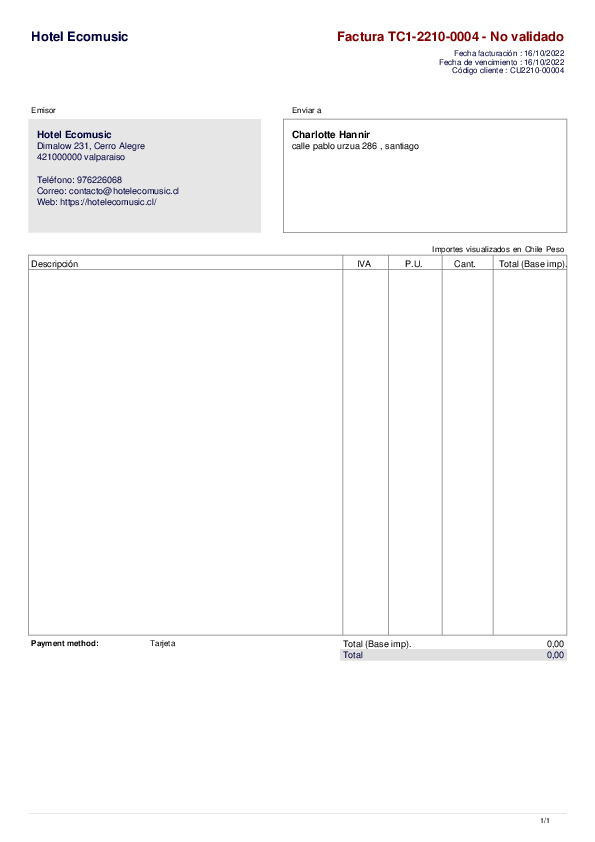 Hotel Ecomusic
Factura TC1-2210-0004 - No validado
Fecha facturación : 16/10/2022
Fecha de vencimiento : 16/10/2022
Código cliente : CU2210-00004
Emisor
Enviar a
Hotel Ecomusic
Dimalow 231, Cerro Alegre
421000000 valparaiso
Teléfono: 976226068
Correo: contacto@hotelecomusic.cl
Web: https://hotelecomusic.cl/
Charlotte Hannir
calle pablo urzua 286 , santiago
Importes visualizados en Chile Peso
Descripción IVA P.U. Cant. Total (Base imp).
Payment method: Tarjeta
Total (Base imp). 0,00
Total 0,00
1/1